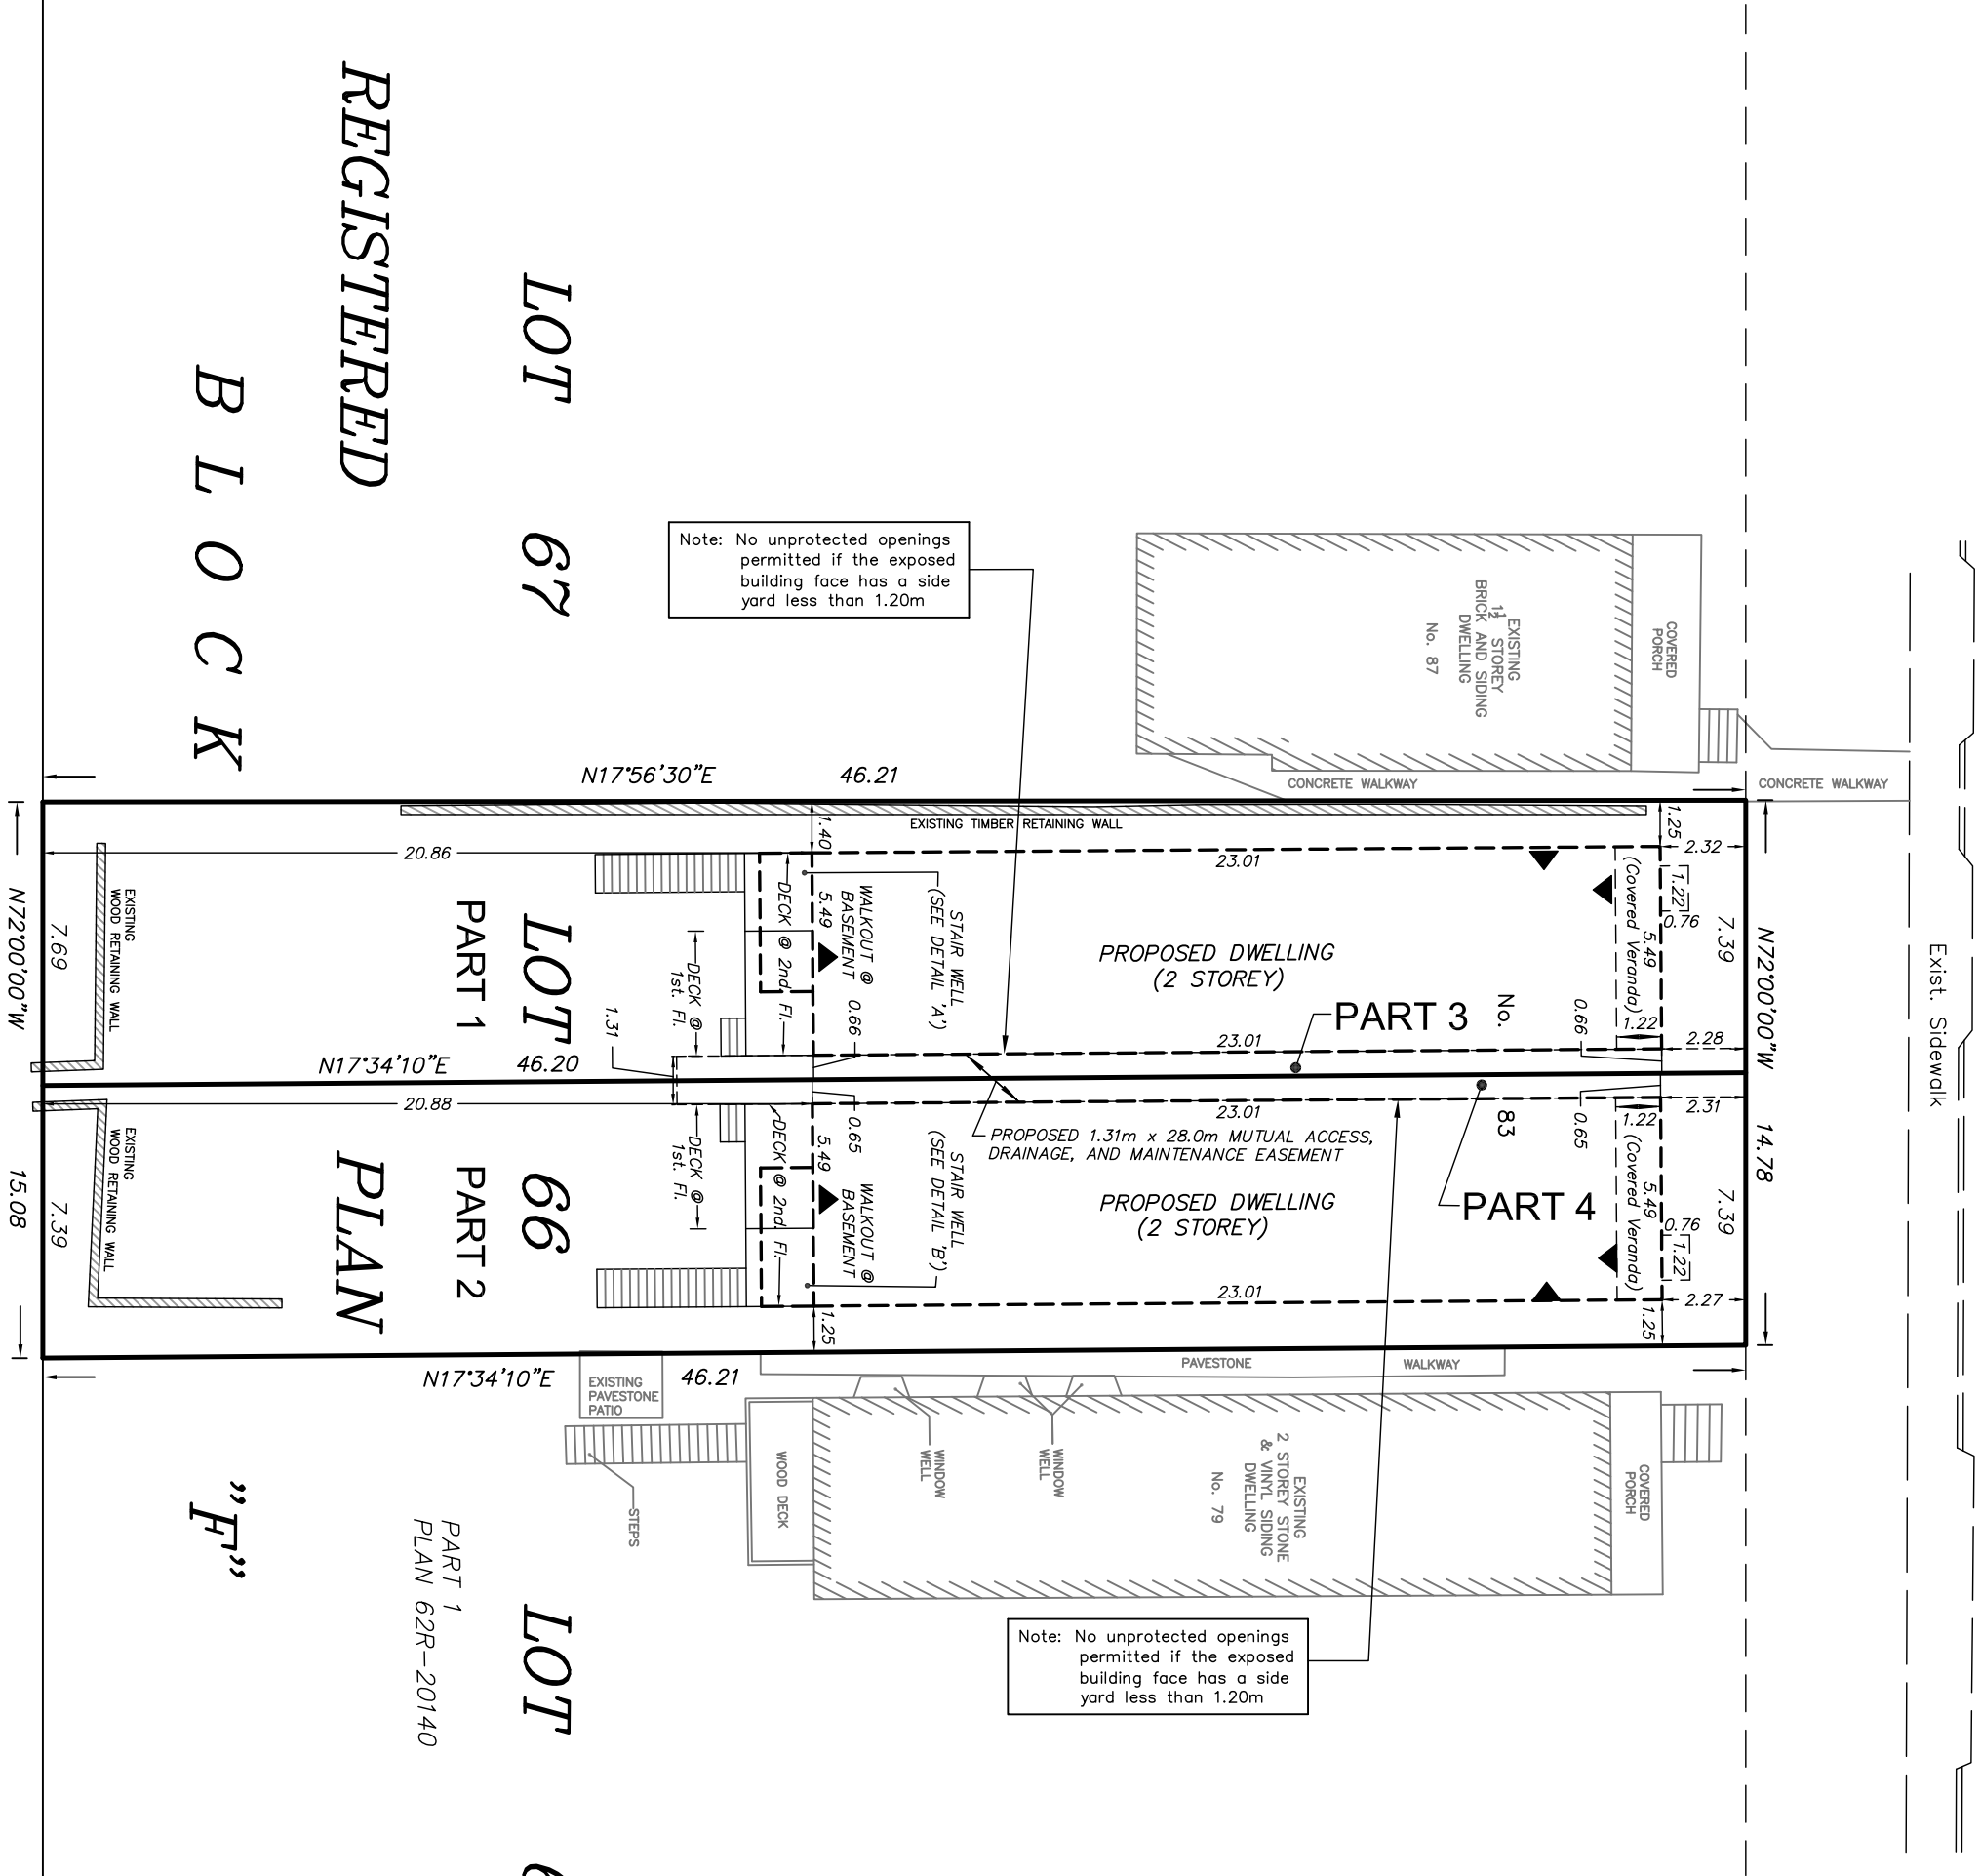 REGISTERED
BLOCK
LOT 67
Note: No unprotected openings
permitted if the exposed
building face has a side
yard less than 1.20m
EXISTING
1½ STOREY
BRICK AND SIDING
DWELLING
No. 87
COVERED
PORCH
CONCRETE WALKWAY
CONCRETE WALKWAY
Exist. Sidewalk
N17°56'30"E 46.21
EXISTING TIMBER RETAINING WALL
1.40
1.25
2.32
20.86
23.01
DECK @ 2nd. Fl.
WALKOUT @
BASEMENT
5.49
0.66
STAIR WELL
(SEE DETAIL 'A')
PROPOSED DWELLING
(2 STOREY)
(Covered Veranda)
5.49
1.22
0.76
7.39
N72°00'00"W
14.78
EXISTING
WOOD RETAINING WALL
7.69
N72°00'00"W
15.08
PART 1
LOT 66
DECK @
1st. Fl.
1.31
PART 3
No. 83
0.66
1.22
2.28
23.01
N17°34'10"E 46.20
20.88
23.01
0.65
2.31
1.22
0.65
PROPOSED 1.31m x 28.0m MUTUAL ACCESS,
DRAINAGE, AND MAINTENANCE EASEMENT
EXISTING
WOOD RETAINING WALL
7.39
PLAN
PART 2
DECK @
1st. Fl.
DECK @ 2nd. Fl.
5.49
WALKOUT @
BASEMENT
STAIR WELL
(SEE DETAIL 'B')
PROPOSED DWELLING
(2 STOREY)
PART 4
(Covered Veranda)
5.49
0.76
1.22
7.39
23.01
2.27
1.25
1.25
N17°34'10"E 46.21
EXISTING
PAVESTONE
PATIO
PAVESTONE WALKWAY
WOOD DECK
STEPS
WINDOW
WELL
WINDOW
WELL
EXISTING
2 STOREY STONE
& VINYL SIDING
DWELLING
No. 79
COVERED
PORCH
"F"
PART 1
PLAN 62R-20140
LOT 6
Note: No unprotected openings
permitted if the exposed
building face has a side
yard less than 1.20m